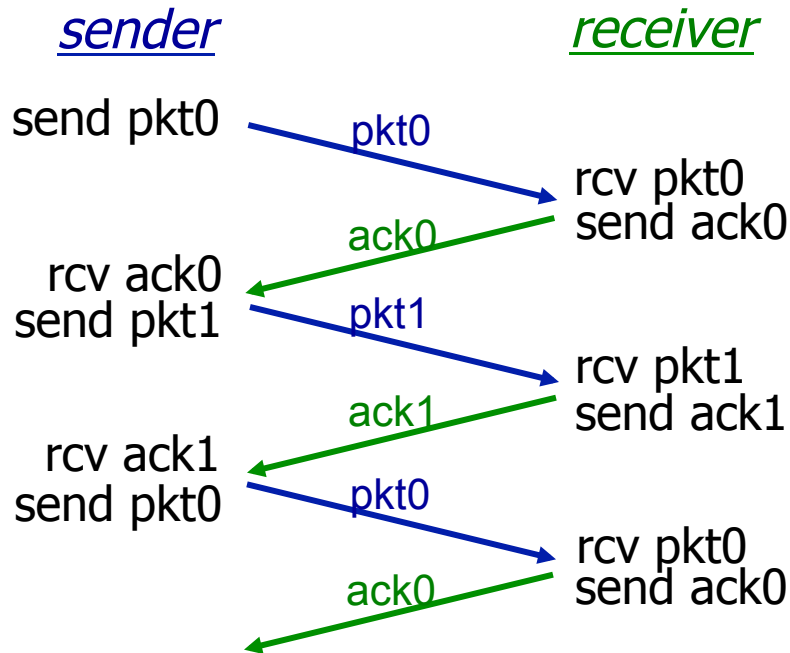 sender
receiver
send pkt0
pkt0
rcv pkt0
send ack0
ack0
rcv ack0
send pkt1
pkt1
rcv pkt1
send ack1
ack1
rcv ack1
send pkt0
pkt0
rcv pkt0
send ack0
ack0